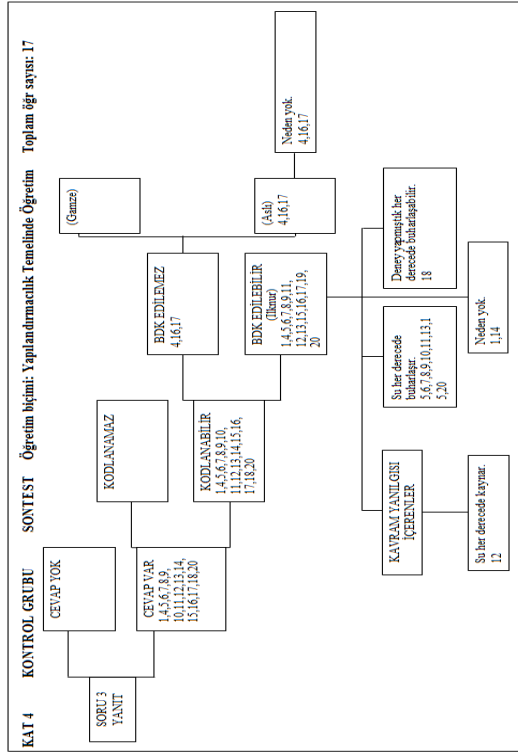 KAT 4 KONTROL GRUBU SONTEST Öğretim biçimi: Yapılandırmacılık Temelinde Öğretim Toplam öğr sayısı: 17
SORU 3
YANIT
CEVAP YOK
CEVAP VAR
1,4,5,6,7,8,9,
10,11,12,13,14,
15,16,17,18,20
KODLANAMAZ
KODLANABİLİR
1,4,5,6,7,8,9,10,
11,12,13,14,15,16,
17,18,20
BDK EDİLEMEZ
4,16,17
BDK EDİLEBİLİR
(İlknur)
1,4,5,6,7,8,9,11,
12,13,15,16,17,19,
20
(Gamze)
(Aslı)
4,16,17
Neden yok.
4,16,17
KAVRAM YANILGISI
İÇERENLER
Su her derecede kaynar.
12
Su her derecede
buharlaşır.
5,6,7,8,9,10,11,13,1
5,20
Deney yapmıştık her
derecede buharlaşabilir.
18
Neden yok.
1,14